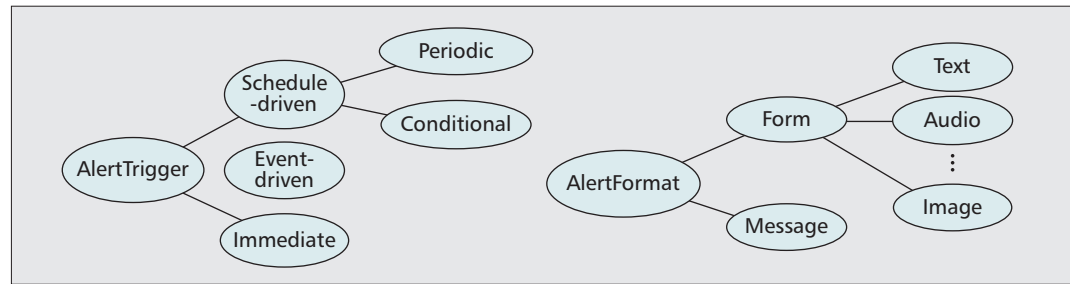 Periodic
Schedule
-driven
Conditional
AlertTrigger
Event-
driven
Immediate
Text
Form
Audio
AlertFormat
Image
Message